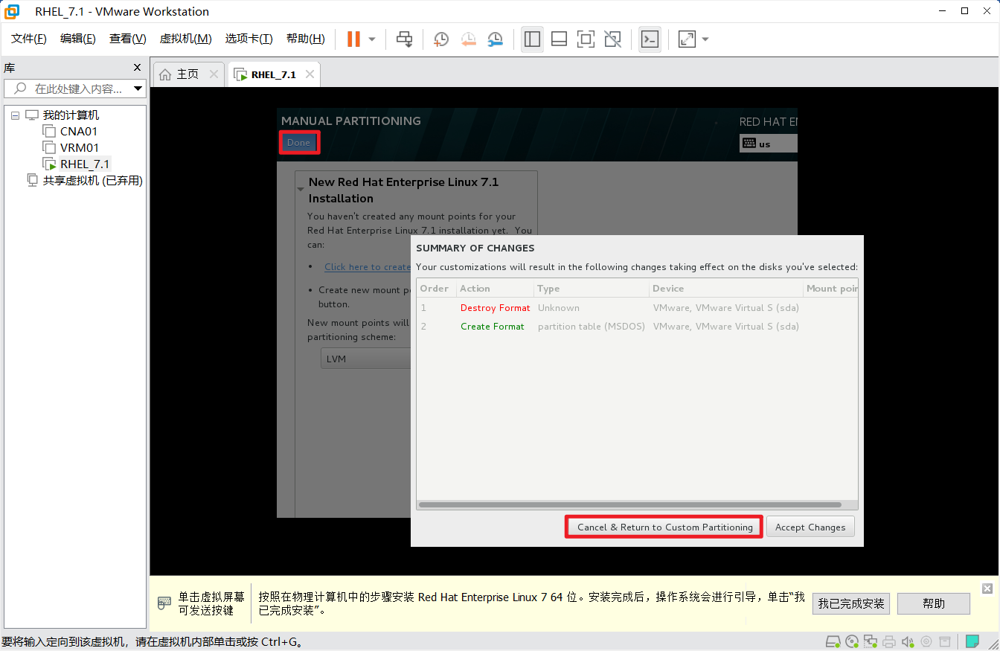 RHEL_7.1 - VMware Workstation
文件(F) 编辑(E) 查看(V) 虚拟机(M) 选项卡(T) 帮助(H)
库
在此处键入内容...
我的计算机
CNA01
VRM01
RHEL_7.1
共享虚拟机 (已弃用)
主页
RHEL_7.1
MANUAL PARTITIONING
Done
RED HAT EN
us
New Red Hat Enterprise Linux 7.1
Installation
You haven't created any mount points for your
Red Hat Enterprise Linux 7.1 installation yet. You
can:
• Click here to create
• Create new mount po
button.
New mount points will
partitioning scheme:
LVM
SUMMARY OF CHANGES
Your customizations will result in the following changes taking effect on the disks you've selected:
Order Action Type Device Mount poin
1 Destroy Format Unknown VMware, VMware Virtual S (sda)
2 Create Format partition table (MSDOS) VMware, VMware Virtual S (sda)
Cancel & Return to Custom Partitioning
Accept Changes
单击虚拟屏幕
可发送按键
按照在物理计算机中的步骤安装 Red Hat Enterprise Linux 7 64 位。安装完成后，操作系统会进行引导，单击“我
已完成安装”。
我已完成安装
帮助
要将输入定向到该虚拟机，请在虚拟机内部单击或按 Ctrl+G。